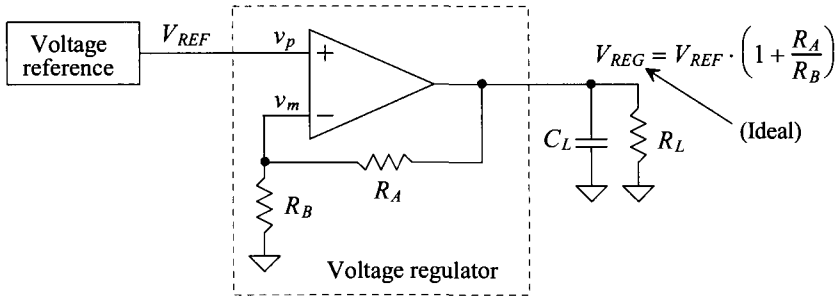 Voltage
reference
V_REF
v_p
+
v_m
−
R_A
R_B
Voltage regulator
C_L
R_L
V_REG = V_REF · (1 + R_A/R_B)
(Ideal)